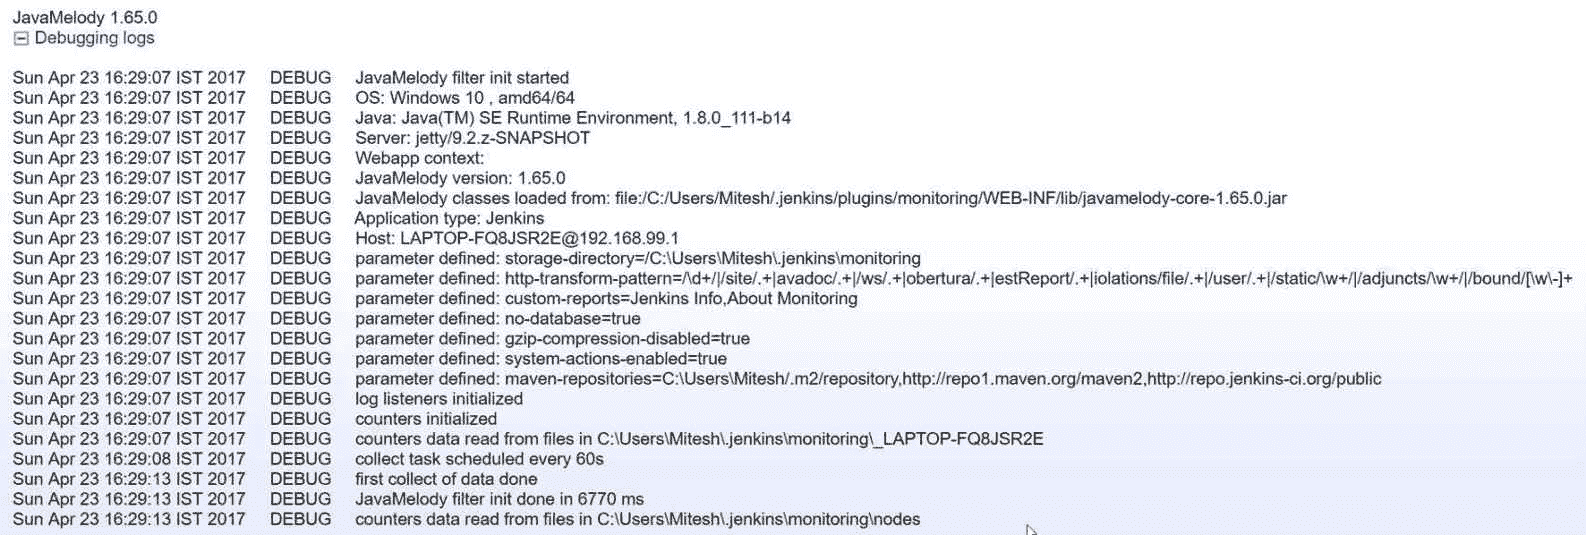 JavaMelody 1.65.0
Debugging logs
Sun Apr 23 16:29:07 IST 2017 DEBUG JavaMelody filter init started
Sun Apr 23 16:29:07 IST 2017 DEBUG OS: Windows 10 , amd64/64
Sun Apr 23 16:29:07 IST 2017 DEBUG Java: Java(TM) SE Runtime Environment, 1.8.0_111-b14
Sun Apr 23 16:29:07 IST 2017 DEBUG Server: jetty/9.2.z-SNAPSHOT
Sun Apr 23 16:29:07 IST 2017 DEBUG Webapp context:
Sun Apr 23 16:29:07 IST 2017 DEBUG JavaMelody version: 1.65.0
Sun Apr 23 16:29:07 IST 2017 DEBUG JavaMelody classes loaded from: file:/C:/Users/Mitesh/.jenkins/plugins/monitoring/WEB-INF/lib/javamelody-core-1.65.0.jar
Sun Apr 23 16:29:07 IST 2017 DEBUG Application type: Jenkins
Sun Apr 23 16:29:07 IST 2017 DEBUG Host: LAPTOP-FQ8JSR2E@192.168.99.1
Sun Apr 23 16:29:07 IST 2017 DEBUG parameter defined: storage-directory=/C:\Users\Mitesh\.jenkins\monitoring
Sun Apr 23 16:29:07 IST 2017 DEBUG parameter defined: http-transform-pattern=/\d+/|/site/.+|avadoc/.+|/ws/.+|obertura/.+|estReport/.+|iolations/file/.+|/user/.+|/static/\w+/|/adjuncts/\w+/|/bound/[\w\-]+
Sun Apr 23 16:29:07 IST 2017 DEBUG parameter defined: custom-reports=Jenkins Info,About Monitoring
Sun Apr 23 16:29:07 IST 2017 DEBUG parameter defined: no-database=true
Sun Apr 23 16:29:07 IST 2017 DEBUG parameter defined: gzip-compression-disabled=true
Sun Apr 23 16:29:07 IST 2017 DEBUG parameter defined: system-actions-enabled=true
Sun Apr 23 16:29:07 IST 2017 DEBUG parameter defined: maven-repositories=C:\Users\Mitesh/.m2/repository,http://repo1.maven.org/maven2,http://repo.jenkins-ci.org/public
Sun Apr 23 16:29:07 IST 2017 DEBUG log listeners initialized
Sun Apr 23 16:29:07 IST 2017 DEBUG counters initialized
Sun Apr 23 16:29:07 IST 2017 DEBUG counters data read from files in C:\Users\Mitesh\.jenkins\monitoring\_LAPTOP-FQ8JSR2E
Sun Apr 23 16:29:08 IST 2017 DEBUG collect task scheduled every 60s
Sun Apr 23 16:29:13 IST 2017 DEBUG first collect of data done
Sun Apr 23 16:29:13 IST 2017 DEBUG JavaMelody filter init done in 6770 ms
Sun Apr 23 16:29:13 IST 2017 DEBUG counters data read from files in C:\Users\Mitesh\.jenkins\monitoring\nodes